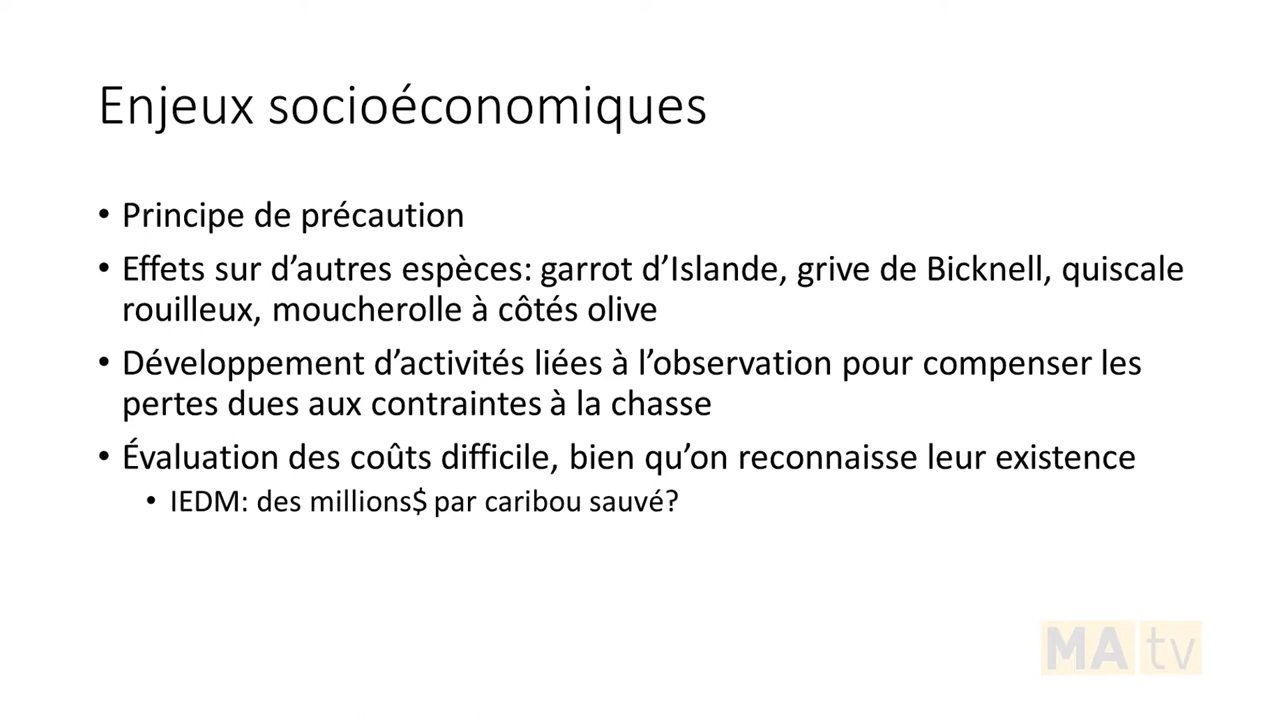 Enjeux socioéconomiques
• Principe de précaution
• Effets sur d’autres espèces: garrot d’Islande, grive de Bicknell, quiscale
rouilleux, moucherolle à côtés olive
• Développement d’activités liées à l’observation pour compenser les
pertes dues aux contraintes à la chasse
• Évaluation des coûts difficile, bien qu’on reconnaisse leur existence
• IEDM: des millions$ par caribou sauvé?
MAtv